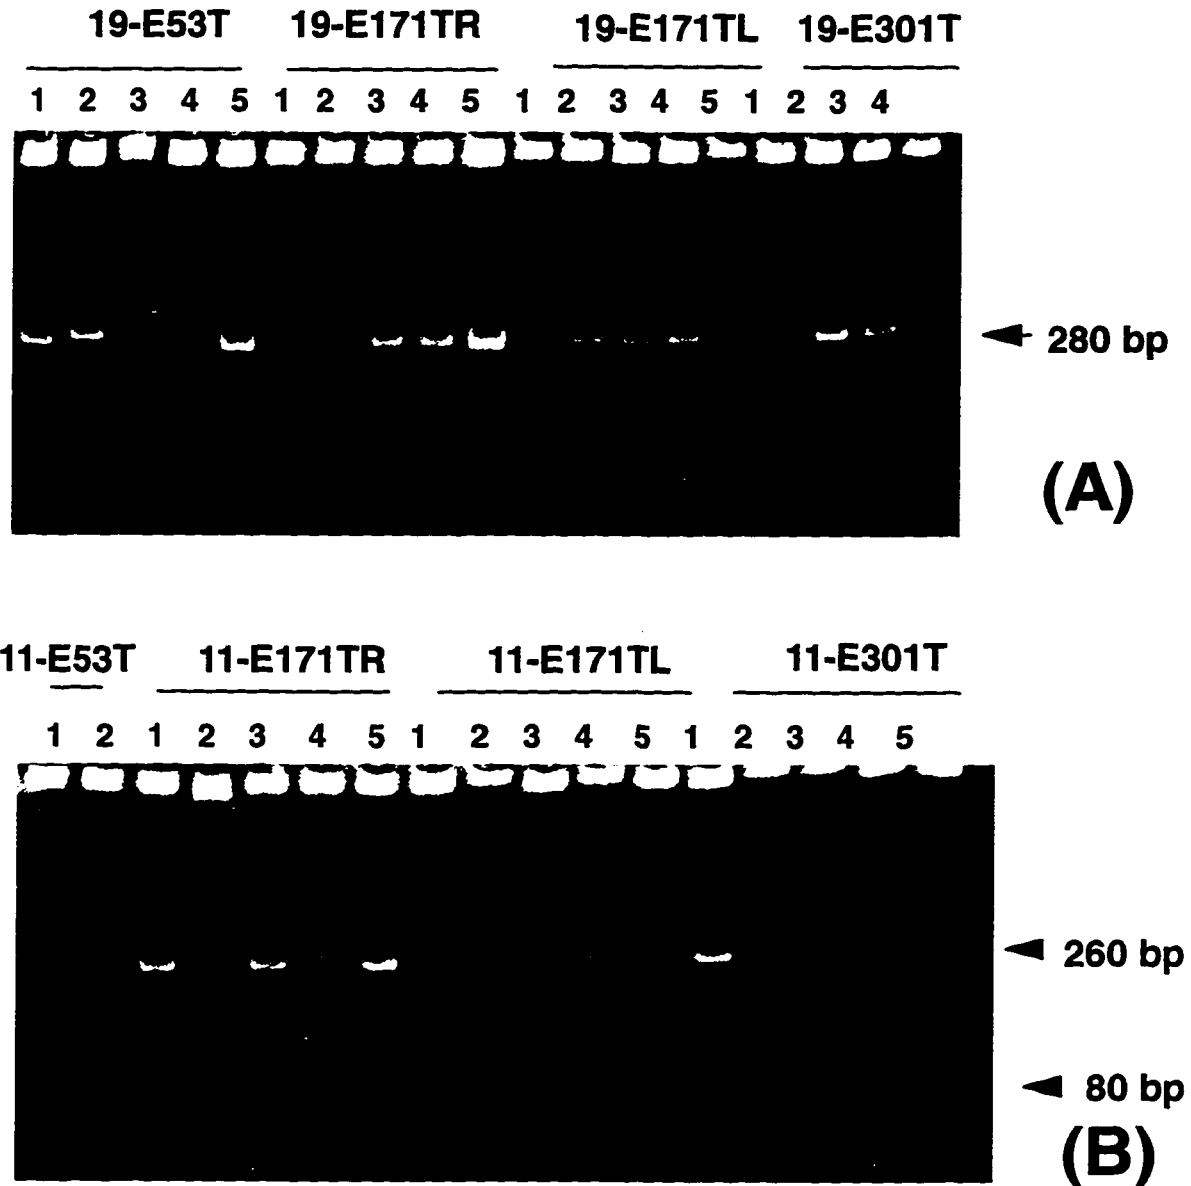 19-E53T 19-E171TR 19-E171TL 19-E301T
1 2 3 4 5 1 2 3 4 5 1 2 3 4 5 1 2 3 4
280 bp
(A)
11-E53T 11-E171TR 11-E171TL 11-E301T
1 2 1 2 3 4 5 1 2 3 4 5 1 2 3 4 5
260 bp
80 bp
(B)